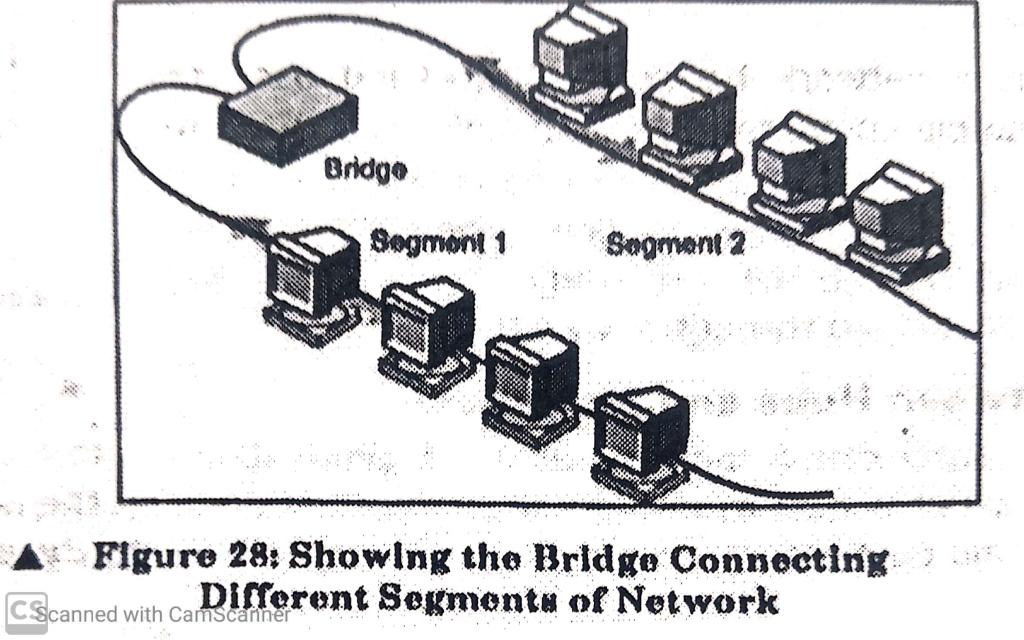 Bridge
Segment 1
Segment 2
▲ Figure 28: Showing the Bridge Connecting
Different Segments of Network
CS Scanned with CamScanner